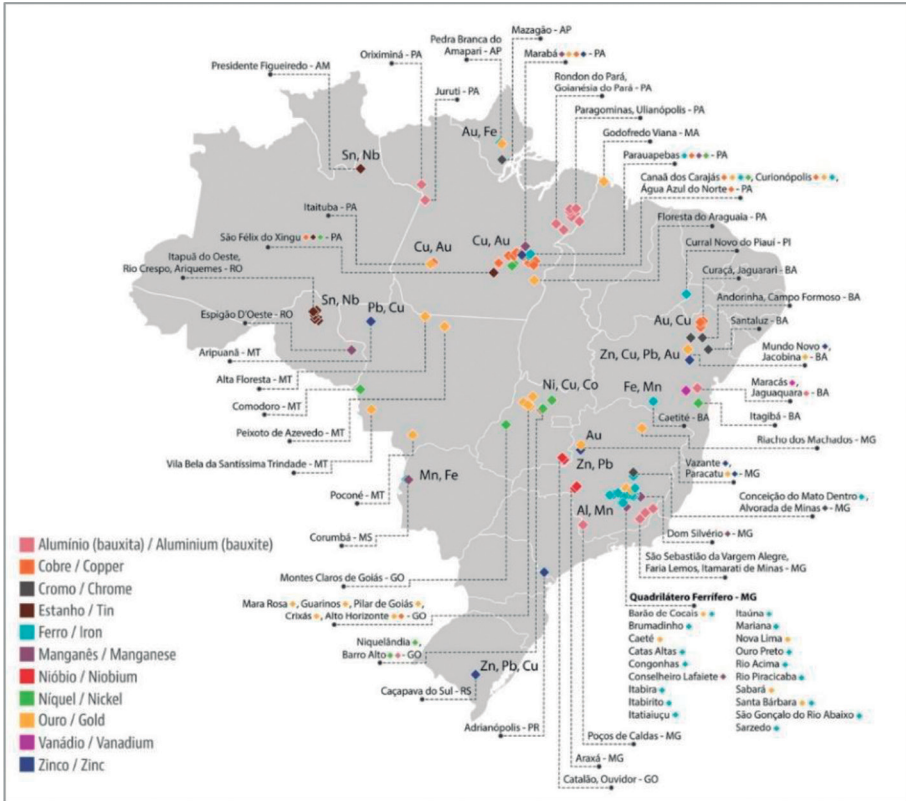 Mazagão - AP
Pedra Branca do
Amapari - AP
Marabá - PA
Oriximiná - PA
Presidente Figueiredo - AM
Rondon do Pará,
Goianésia do Pará - PA
Juruti - PA
Paragominas, Ulianópolis - PA
Au, Fe
Godofredo Viana - MA
Sn, Nb
Parauapebas - PA
Canaã dos Carajás, Curionópolis,
Água Azul do Norte - PA
Itaituba - PA
Floresta do Araguaia - PA
São Félix do Xingu - PA
Cu, Au
Cu, Au
Curral Novo do Piauí - PI
Itapuã do Oeste,
Rio Crespo, Ariquemes - RO
Curaçá, Jaguarari - BA
Sn, Nb
Pb, Cu
Andorinha, Campo Formoso - BA
Espigão D'Oeste - RO
Au, Cu
Santaluz - BA
Aripuanã - MT
Zn, Cu, Pb, Au
Mundo Novo,
Jacobina - BA
Alta Floresta - MT
Ni, Cu, Co
Fe, Mn
Maracás,
Jaguaquara - BA
Comodoro - MT
Caetité - BA
Itagibá - BA
Peixoto de Azevedo - MT
Au
Riacho dos Machados - MG
Vila Bela da Santíssima Trindade - MT
Zn, Pb
Vazante,
Paracatu - MG
Mn, Fe
Poconé - MT
Conceição do Mato Dentro,
Alvorada de Minas - MG
Al, Mn
Corumbá - MS
Dom Silvério - MG
São Sebastião da Vargem Alegre,
Faria Lemos, Itamarati de Minas - MG
Montes Claros de Goiás - GO
Mara Rosa, Guarinos, Pilar de Goiás,
Crixás, Alto Horizonte - GO
Niquelândia,
Barro Alto - GO
Zn, Pb, Cu
Caçapava do Sul - RS
Adrianópolis - PR
Poços de Caldas - MG
Araxá - MG
Catalão, Ouvidor - GO
Quadrilátero Ferrífero - MG
Barão de Cocais
Brumadinho
Caeté
Catas Altas
Congonhas
Conselheiro Lafaiete
Itabira
Itabirito
Itatiaiuçu
Itaúna
Mariana
Nova Lima
Ouro Preto
Rio Acima
Rio Piracicaba
Sabará
Santa Bárbara
São Gonçalo do Rio Abaixo
Sarzedo
Alumínio (bauxita) / Aluminium (bauxite)
Cobre / Copper
Cromo / Chrome
Estanho / Tin
Ferro / Iron
Manganês / Manganese
Nióbio / Niobium
Níquel / Nickel
Ouro / Gold
Vanádio / Vanadium
Zinco / Zinc